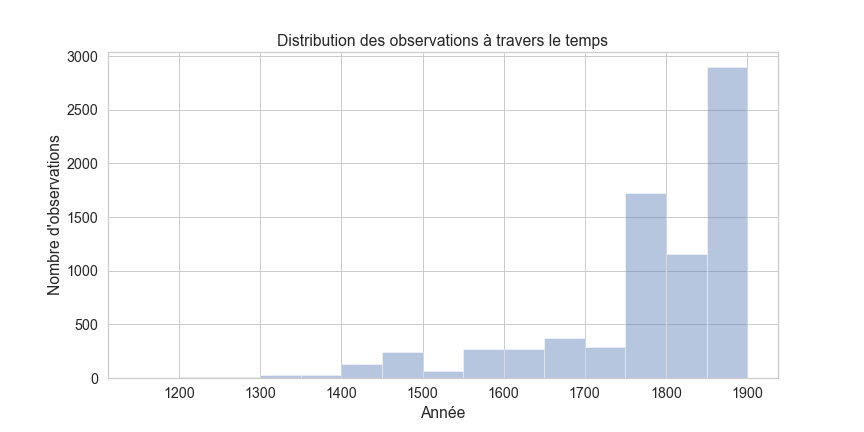 Distribution des observations à travers le temps
3000
2500
2000
1500
1000
500
0
Nombre d'observations
1200 1300 1400 1500 1600 1700 1800 1900
Année